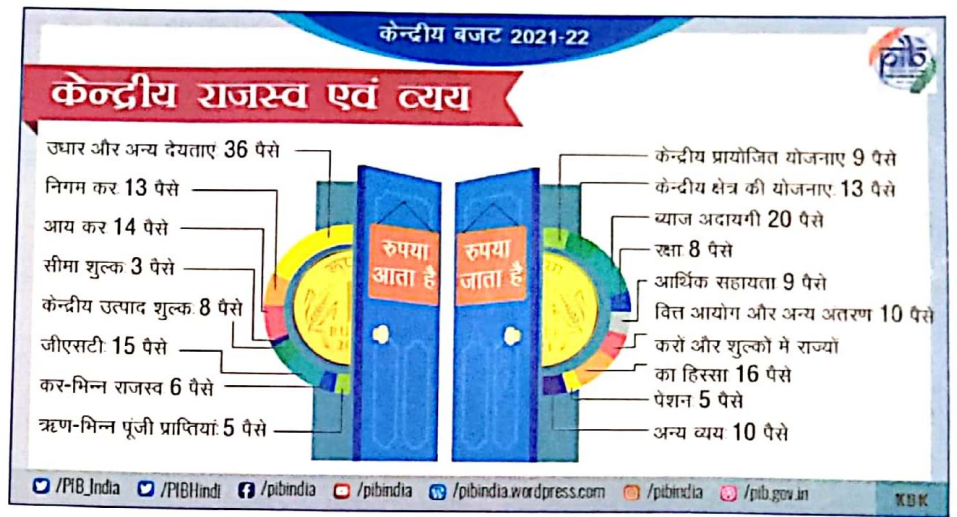 केन्द्रीय बजट 2021-22
pib
केन्द्रीय राजस्व एवं व्यय
उधार और अन्य देयताएं 36 पैसे
निगम कर 13 पैसे
आय कर 14 पैसे
सीमा शुल्क 3 पैसे
केन्द्रीय उत्पाद शुल्क 8 पैसे
जीएसटी 15 पैसे
कर-भिन्न राजस्व 6 पैसे
ऋण-भिन्न पूंजी प्राप्तियां 5 पैसे
रुपया
आता है
रुपया
जाता है
केन्द्रीय प्रायोजित योजनाए 9 पैसे
केन्दीय क्षेत्र की योजनाए 13 पैसे
ब्याज अदायगी 20 पैसे
रक्षा 8 पैसे
आर्थिक सहायता 9 पैसे
वित्त आयोग और अन्य अतरण 10 पैसे
करों और शुल्कों में राज्यों
का हिस्सा 16 पैसे
पेशन 5 पैसे
अन्य व्यय 10 पैसे
/PIB_India /PIBHindi /pibindia /pibindia /pibindia.wordpress.com /pibindia /pib.gov.in
KBK